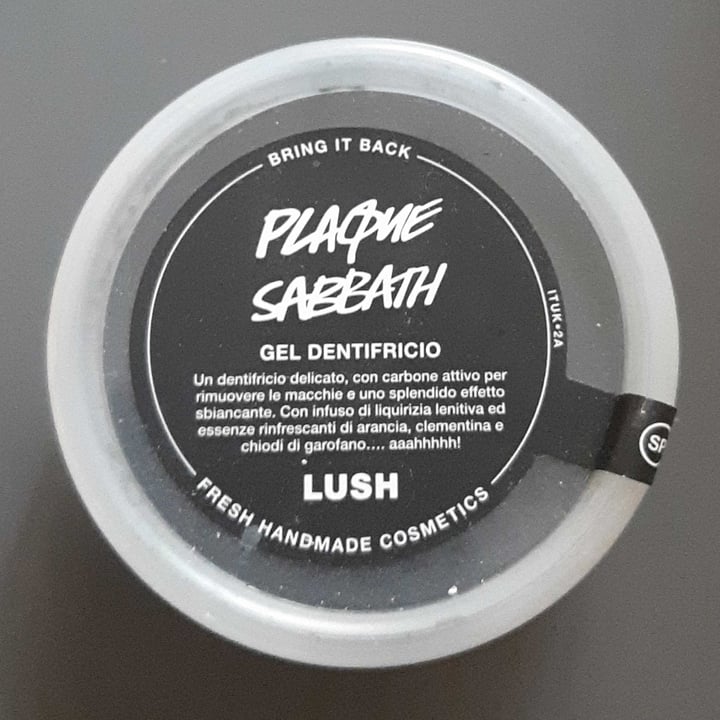 BRING IT BACK
PLAQUE
SABBATH
GEL DENTIFRICIO
Un dentifricio delicato, con carbone attivo per
rimuovere le macchie e uno splendido effetto
sbiancante. Con infuso di liquirizia lenitiva ed
essenze rinfrescanti di arancia, clementina e
chiodi di garofano.... aaahhhhh!
LUSH
FRESH HANDMADE COSMETICS
ITUK•2A